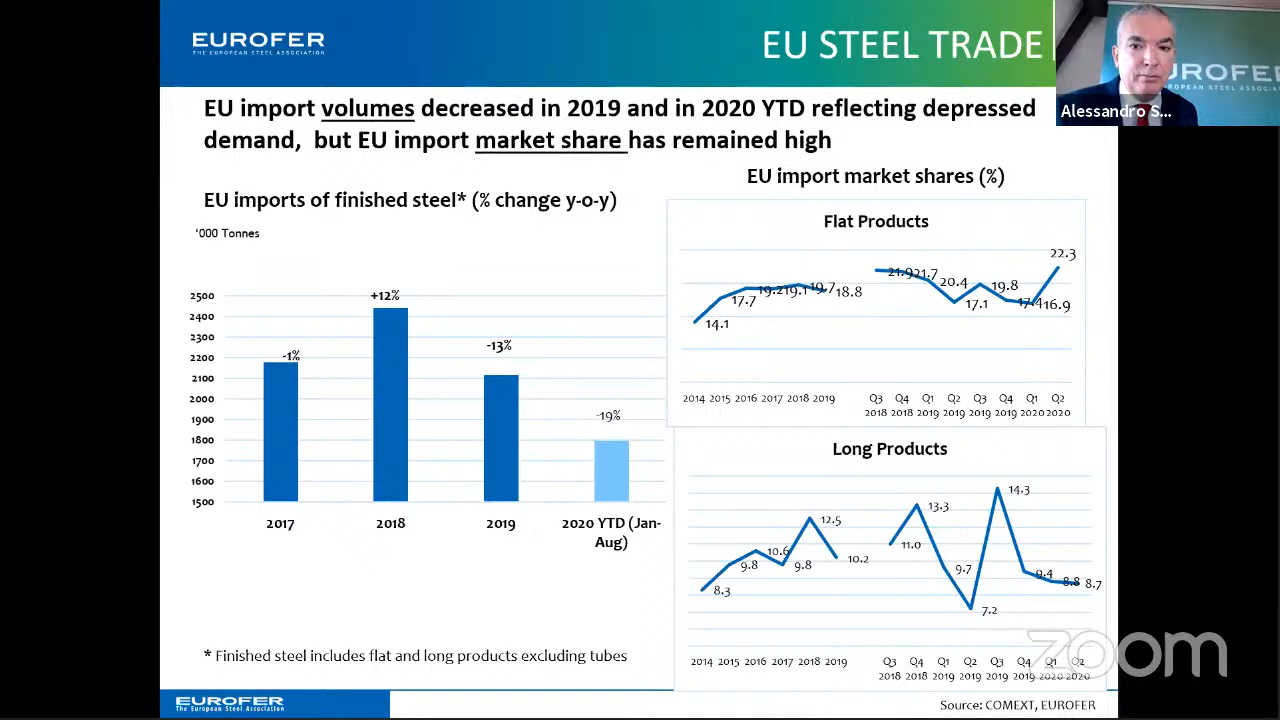 EUROFER
THE EUROPEAN STEEL ASSOCIATION
EU STEEL TRADE
UROFER
Alessandro S...
EU import volumes decreased in 2019 and in 2020 YTD reflecting depressed
demand, but EU import market share has remained high
EU imports of finished steel* (% change y-o-y)
'000 Tonnes
2500
2400
2300
2200
2100
2000
1900
1800
1700
1600
1500
-1%
+12%
-13%
-19%
2017 2018 2019 2020 YTD (Jan-
Aug)
* Finished steel includes flat and long products excluding tubes
EU import market shares (%)
Flat Products
14.1 17.7 19.2 19.1 19.7 18.8
21.9 21.7 20.4 17.1 19.8 17.4 16.9 22.3
2014 2015 2016 2017 2018 2019
Q3 Q4 Q1 Q2 Q3 Q4 Q1 Q2
2018 2018 2019 2019 2019 2019 2020 2020
Long Products
8.3 9.8 10.6 9.8 12.5 10.2
11.0 13.3 9.7 7.2 14.3 9.4 8.8 8.7
2014 2015 2016 2017 2018 2019
Q3 Q4 Q1 Q2 Q3 Q4 Q1 Q2
2018 2018 2019 2019 2019 2019 2020 2020
zoom
EUROFER
The European Steel Association
Source: COMEXT, EUROFER